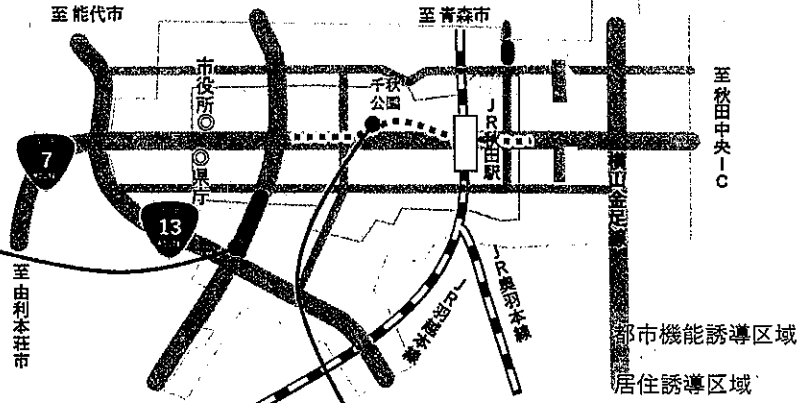 至 能代市
至 青森市
市役所
千秋
公園
JR秋田駅
至 秋田中央IC
7
県庁
13
横山金足線
至 由利本荘市
JR羽越本線
JR奥羽本線
都市機能誘導区域
居住誘導区域